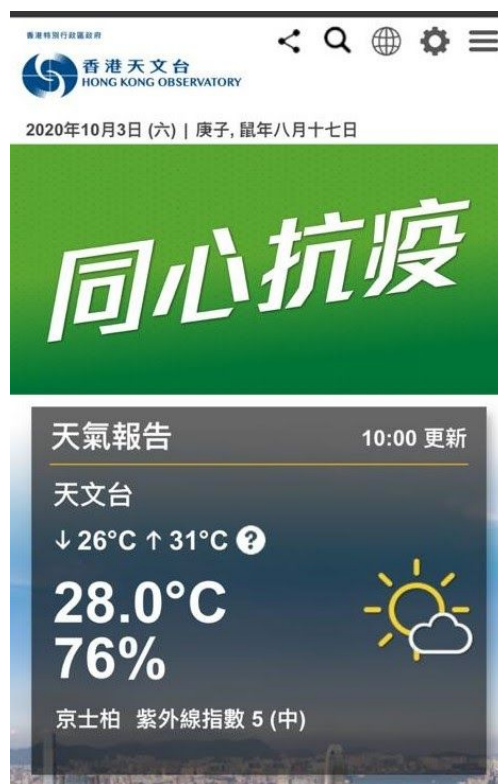 香港特別行政區政府
香港天文台
HONG KONG OBSERVATORY
2020年10月3日 (六) | 庚子, 鼠年八月十七日
同心抗疫
天氣報告
10:00 更新
天文台
↓ 26°C ↑ 31°C ?
28.0°C
76%
京士柏 紫外線指數 5 (中)